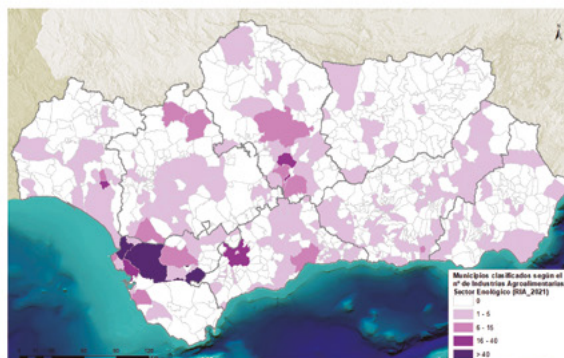 N
Municipios clasificados según el
nº de Industrias Agroalimentarias
Sector Enológico (RIA_2021)
0
1 - 5
6 - 15
16 - 40
> 40